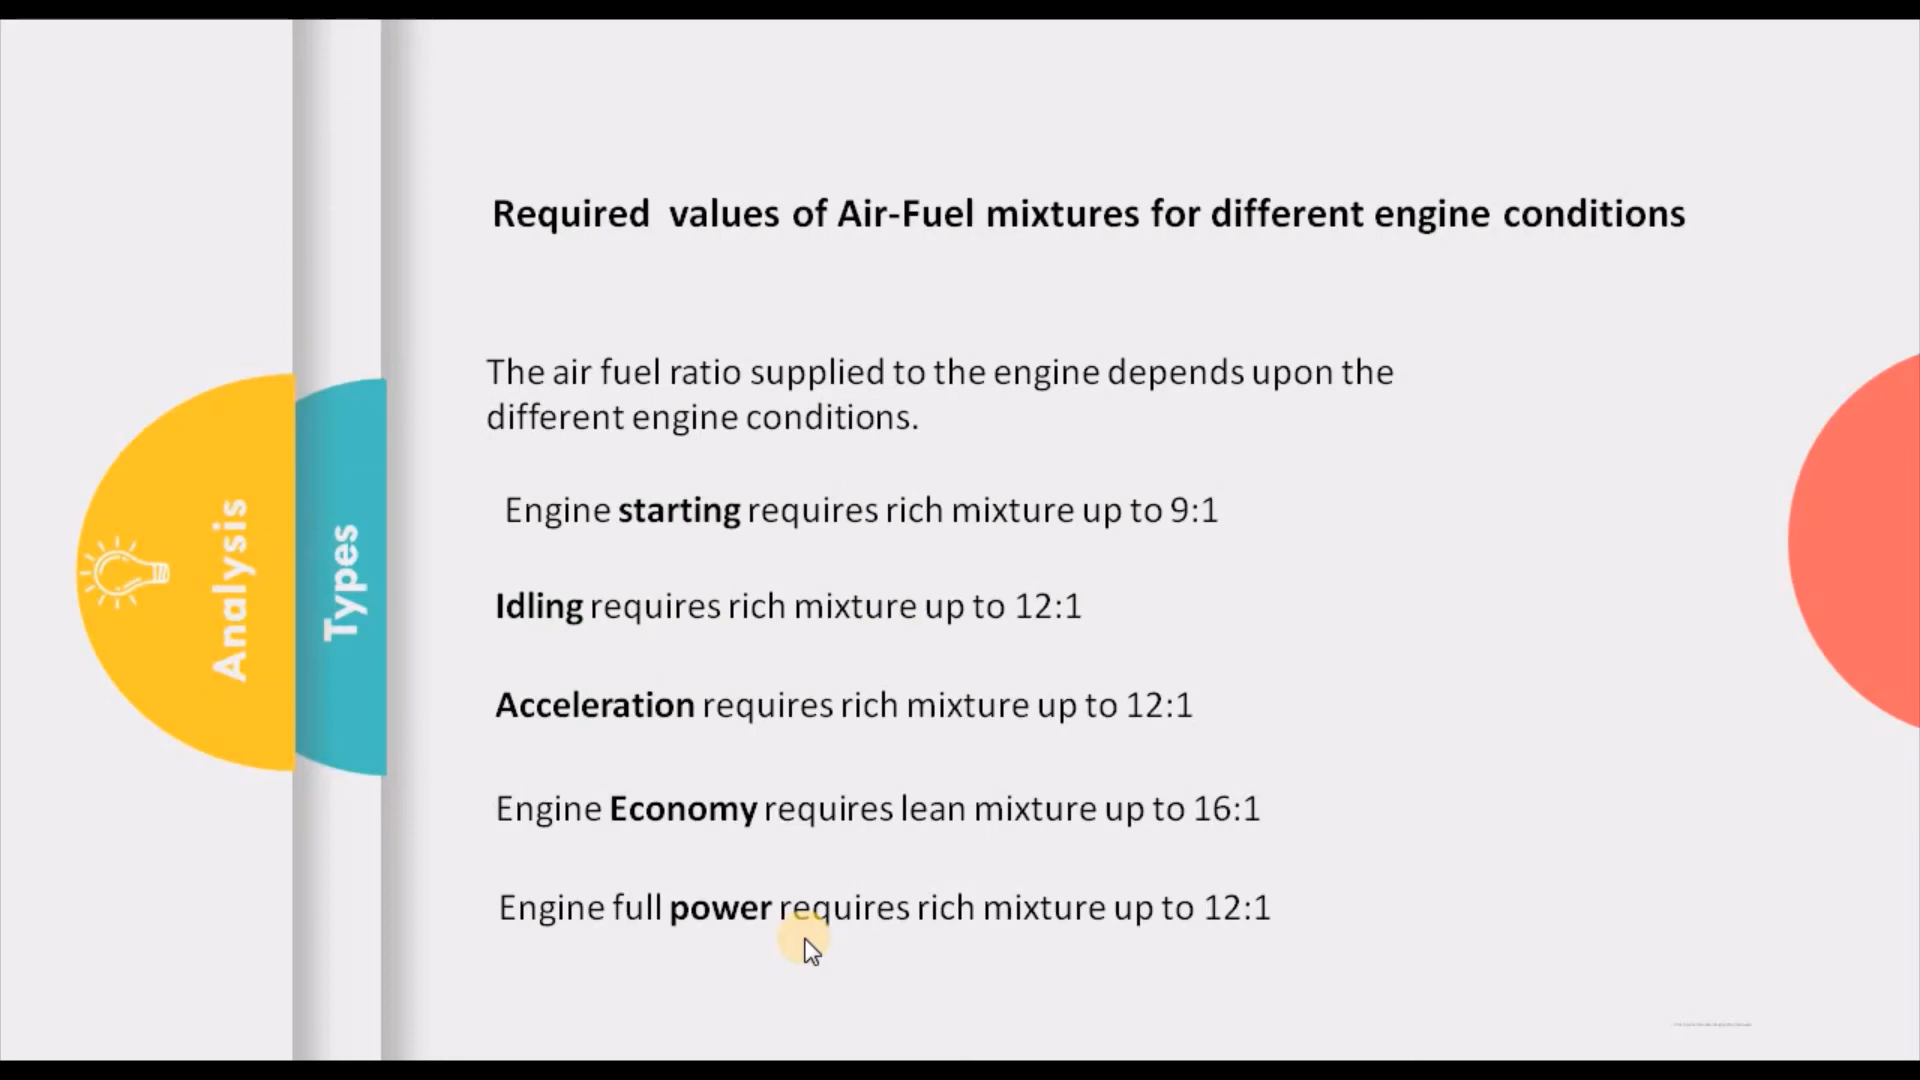 Required values of Air-Fuel mixtures for different engine conditions
The air fuel ratio supplied to the engine depends upon the
different engine conditions.
Engine starting requires rich mixture up to 9:1
Idling requires rich mixture up to 12:1
Acceleration requires rich mixture up to 12:1
Engine Economy requires lean mixture up to 16:1
Engine full power requires rich mixture up to 12:1
Analysis
Types